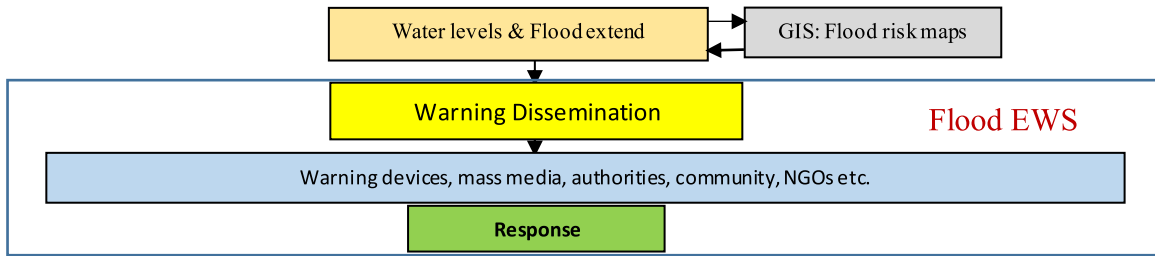 Water levels & Flood extend
GIS: Flood risk maps
Warning Dissemination
Flood EWS
Warning devices, mass media, authorities, community, NGOs etc.
Response